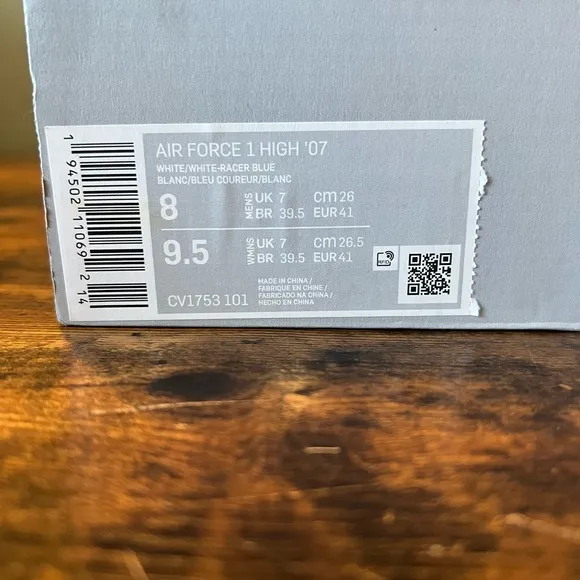 1 94502 11069 2 14
AIR FORCE 1 HIGH '07
WHITE/WHITE-RACER BLUE
BLANC/BLEU COUREUR/BLANC
8 MENS UK 7 cm 26
BR 39.5 EUR 41
9.5 WMNS UK 7 cm 26.5
BR 39.5 EUR 41
CV1753 101
MADE IN CHINA /
FABRIQUE EN CHINE /
FABRICADO NA CHINA /
HECHO EN CHINA
RFID